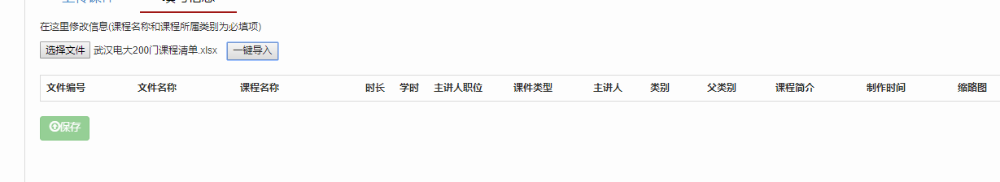 在这里修改信息(课程名称和课程所属类别为必填项)
选择文件 武汉电大200门课程清单.xlsx 一键导入
文件编号 文件名称 课程名称 时长 学时 主讲人职位 课件类型 主讲人 类别 父类别 课程简介 制作时间 缩略图
保存